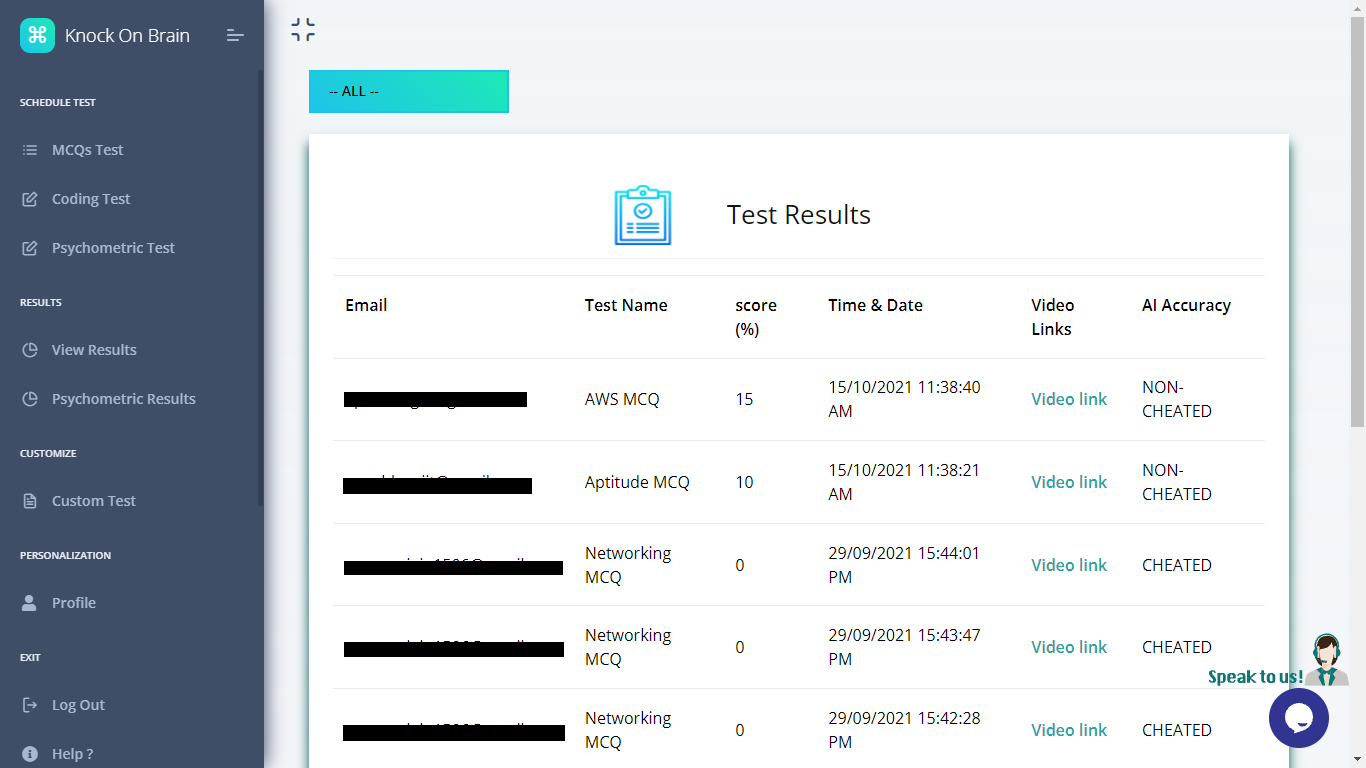 Knock On Brain
SCHEDULE TEST
MCQs Test
Coding Test
Psychometric Test
RESULTS
View Results
Psychometric Results
CUSTOMIZE
Custom Test
PERSONALIZATION
Profile
EXIT
Log Out
Help ?
-- ALL --
Test Results
Email Test Name score (%) Time & Date Video Links AI Accuracy
AWS MCQ 15 15/10/2021 11:38:40 AM Video link NON-CHEATED
Aptitude MCQ 10 15/10/2021 11:38:21 AM Video link NON-CHEATED
Networking MCQ 0 29/09/2021 15:44:01 PM Video link CHEATED
Networking MCQ 0 29/09/2021 15:43:47 PM Video link CHEATED
Networking MCQ 0 29/09/2021 15:42:28 PM Video link CHEATED
Speak to us!